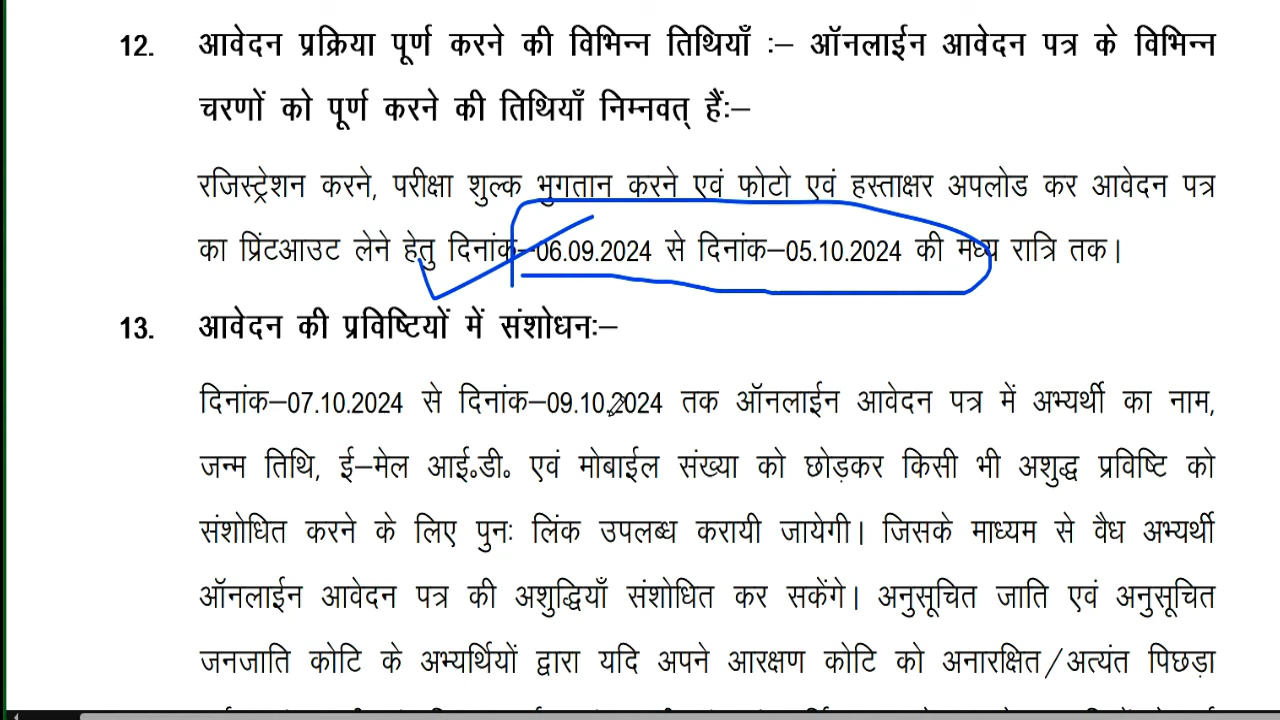 12. आवेदन प्रक्रिया पूर्ण करने की विभिन्न तिथियाँ :– ऑनलाईन आवेदन पत्र के विभिन्न
चरणों को पूर्ण करने की तिथियाँ निम्नवत् हैं:–
रजिस्ट्रेशन करने, परीक्षा शुल्क भुगतान करने एवं फोटो एवं हस्ताक्षर अपलोड कर आवेदन पत्र
का प्रिंटआउट लेने हेतु दिनांक–06.09.2024 से दिनांक–05.10.2024 की मध्य रात्रि तक।
13. आवेदन की प्रविष्टियों में संशोधन:–
दिनांक–07.10.2024 से दिनांक–09.10.2024 तक ऑनलाईन आवेदन पत्र में अभ्यर्थी का नाम,
जन्म तिथि, ई–मेल आई०डी० एवं मोबाईल संख्या को छोड़कर किसी भी अशुद्ध प्रविष्टि को
संशोधित करने के लिए पुनः लिंक उपलब्ध करायी जायेगी। जिसके माध्यम से वैध अभ्यर्थी
ऑनलाईन आवेदन पत्र की अशुद्धियाँ संशोधित कर सकेंगे। अनुसूचित जाति एवं अनुसूचित
जनजाति कोटि के अभ्यर्थियों द्वारा यदि अपने आरक्षण कोटि को अनारक्षित/अत्यंत पिछड़ा